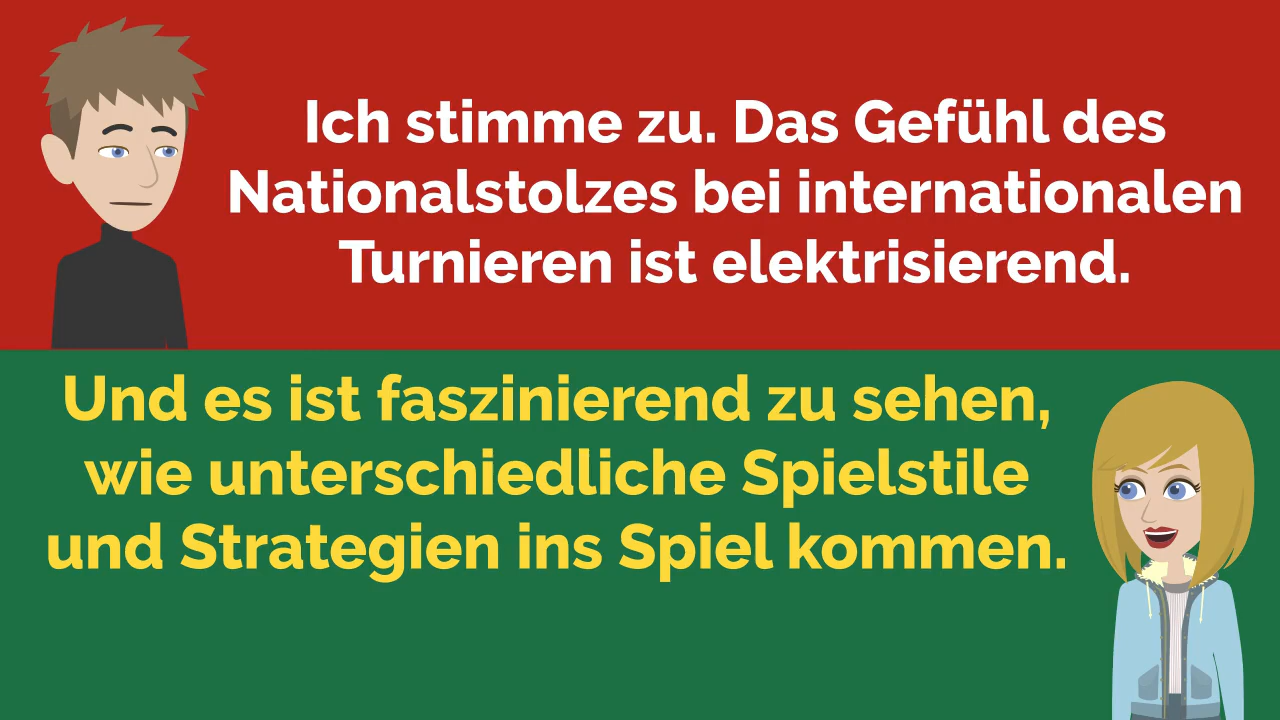 Ich stimme zu. Das Gefühl des
Nationalstolzes bei internationalen
Turnieren ist elektrisierend.
Und es ist faszinierend zu sehen,
wie unterschiedliche Spielstile
und Strategien ins Spiel kommen.